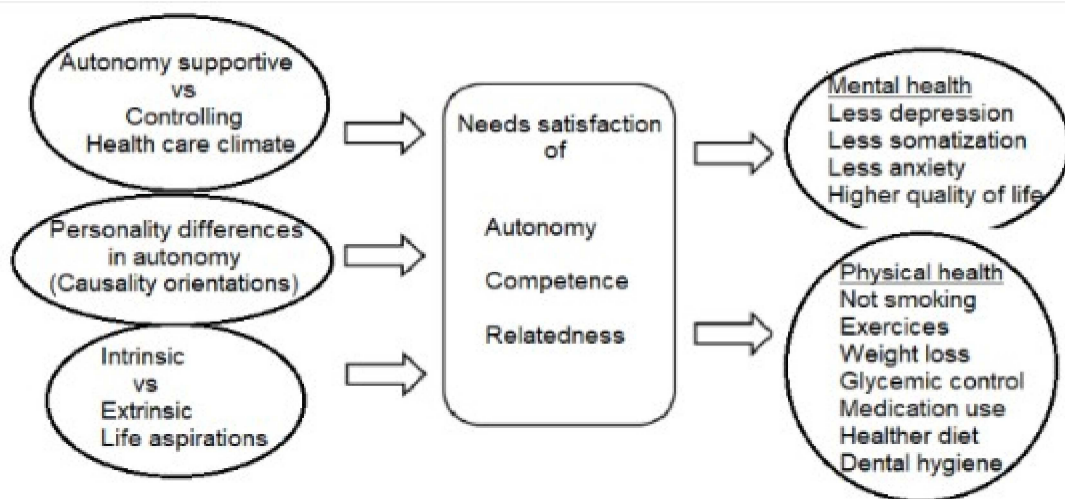 Autonomy supportive
vs
Controlling
Health care climate
Personality differences
in autonomy
(Causality orientations)
Intrinsic
vs
Extrinsic
Life aspirations
Needs satisfaction
of
Autonomy
Competence
Relatedness
Mental health
Less depression
Less somatization
Less anxiety
Higher quality of life
Physical health
Not smoking
Exercices
Weight loss
Glycemic control
Medication use
Healther diet
Dental hygiene